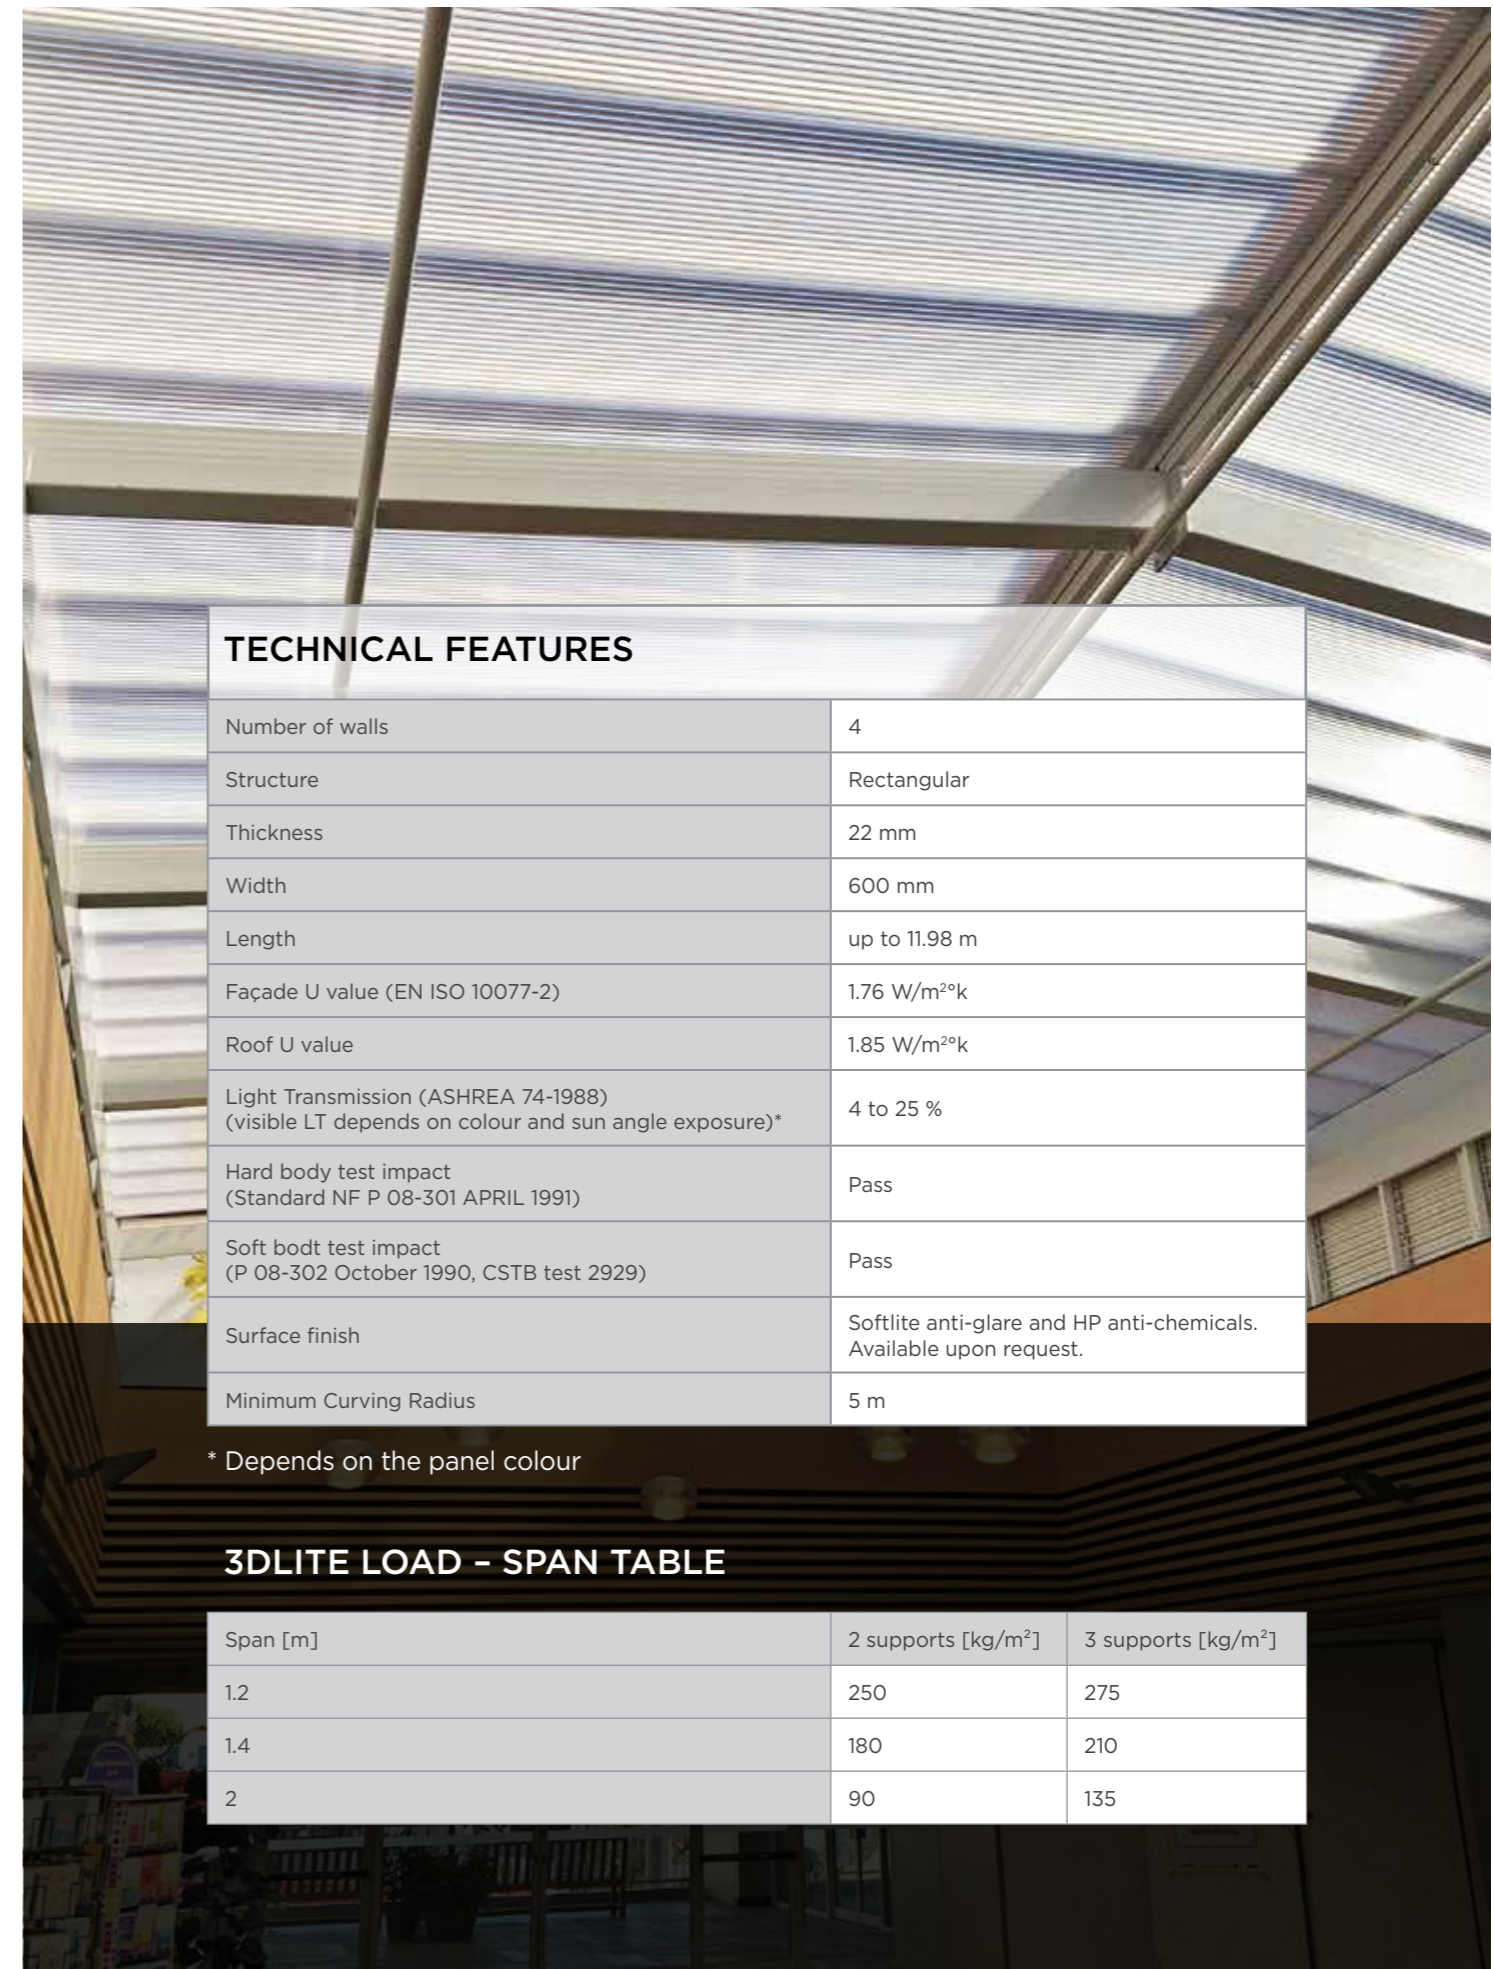 TECHNICAL FEATURES
Number of walls 4
Structure Rectangular
Thickness 22 mm
Width 600 mm
Length up to 11.98 m
Façade U value (EN ISO 10077-2) 1.76 W/m²°k
Roof U value 1.85 W/m²°k
Light Transmission (ASHREA 74-1988)
(visible LT depends on colour and sun angle exposure)* 4 to 25 %
Hard body test impact
(Standard NF P 08-301 APRIL 1991) Pass
Soft bodt test impact
(P 08-302 October 1990, CSTB test 2929) Pass
Surface finish Softlite anti-glare and HP anti-chemicals.
Available upon request.
Minimum Curving Radius 5 m
* Depends on the panel colour
3DLITE LOAD – SPAN TABLE
Span [m] 2 supports [kg/m²] 3 supports [kg/m²]
1.2 250 275
1.4 180 210
2 90 135